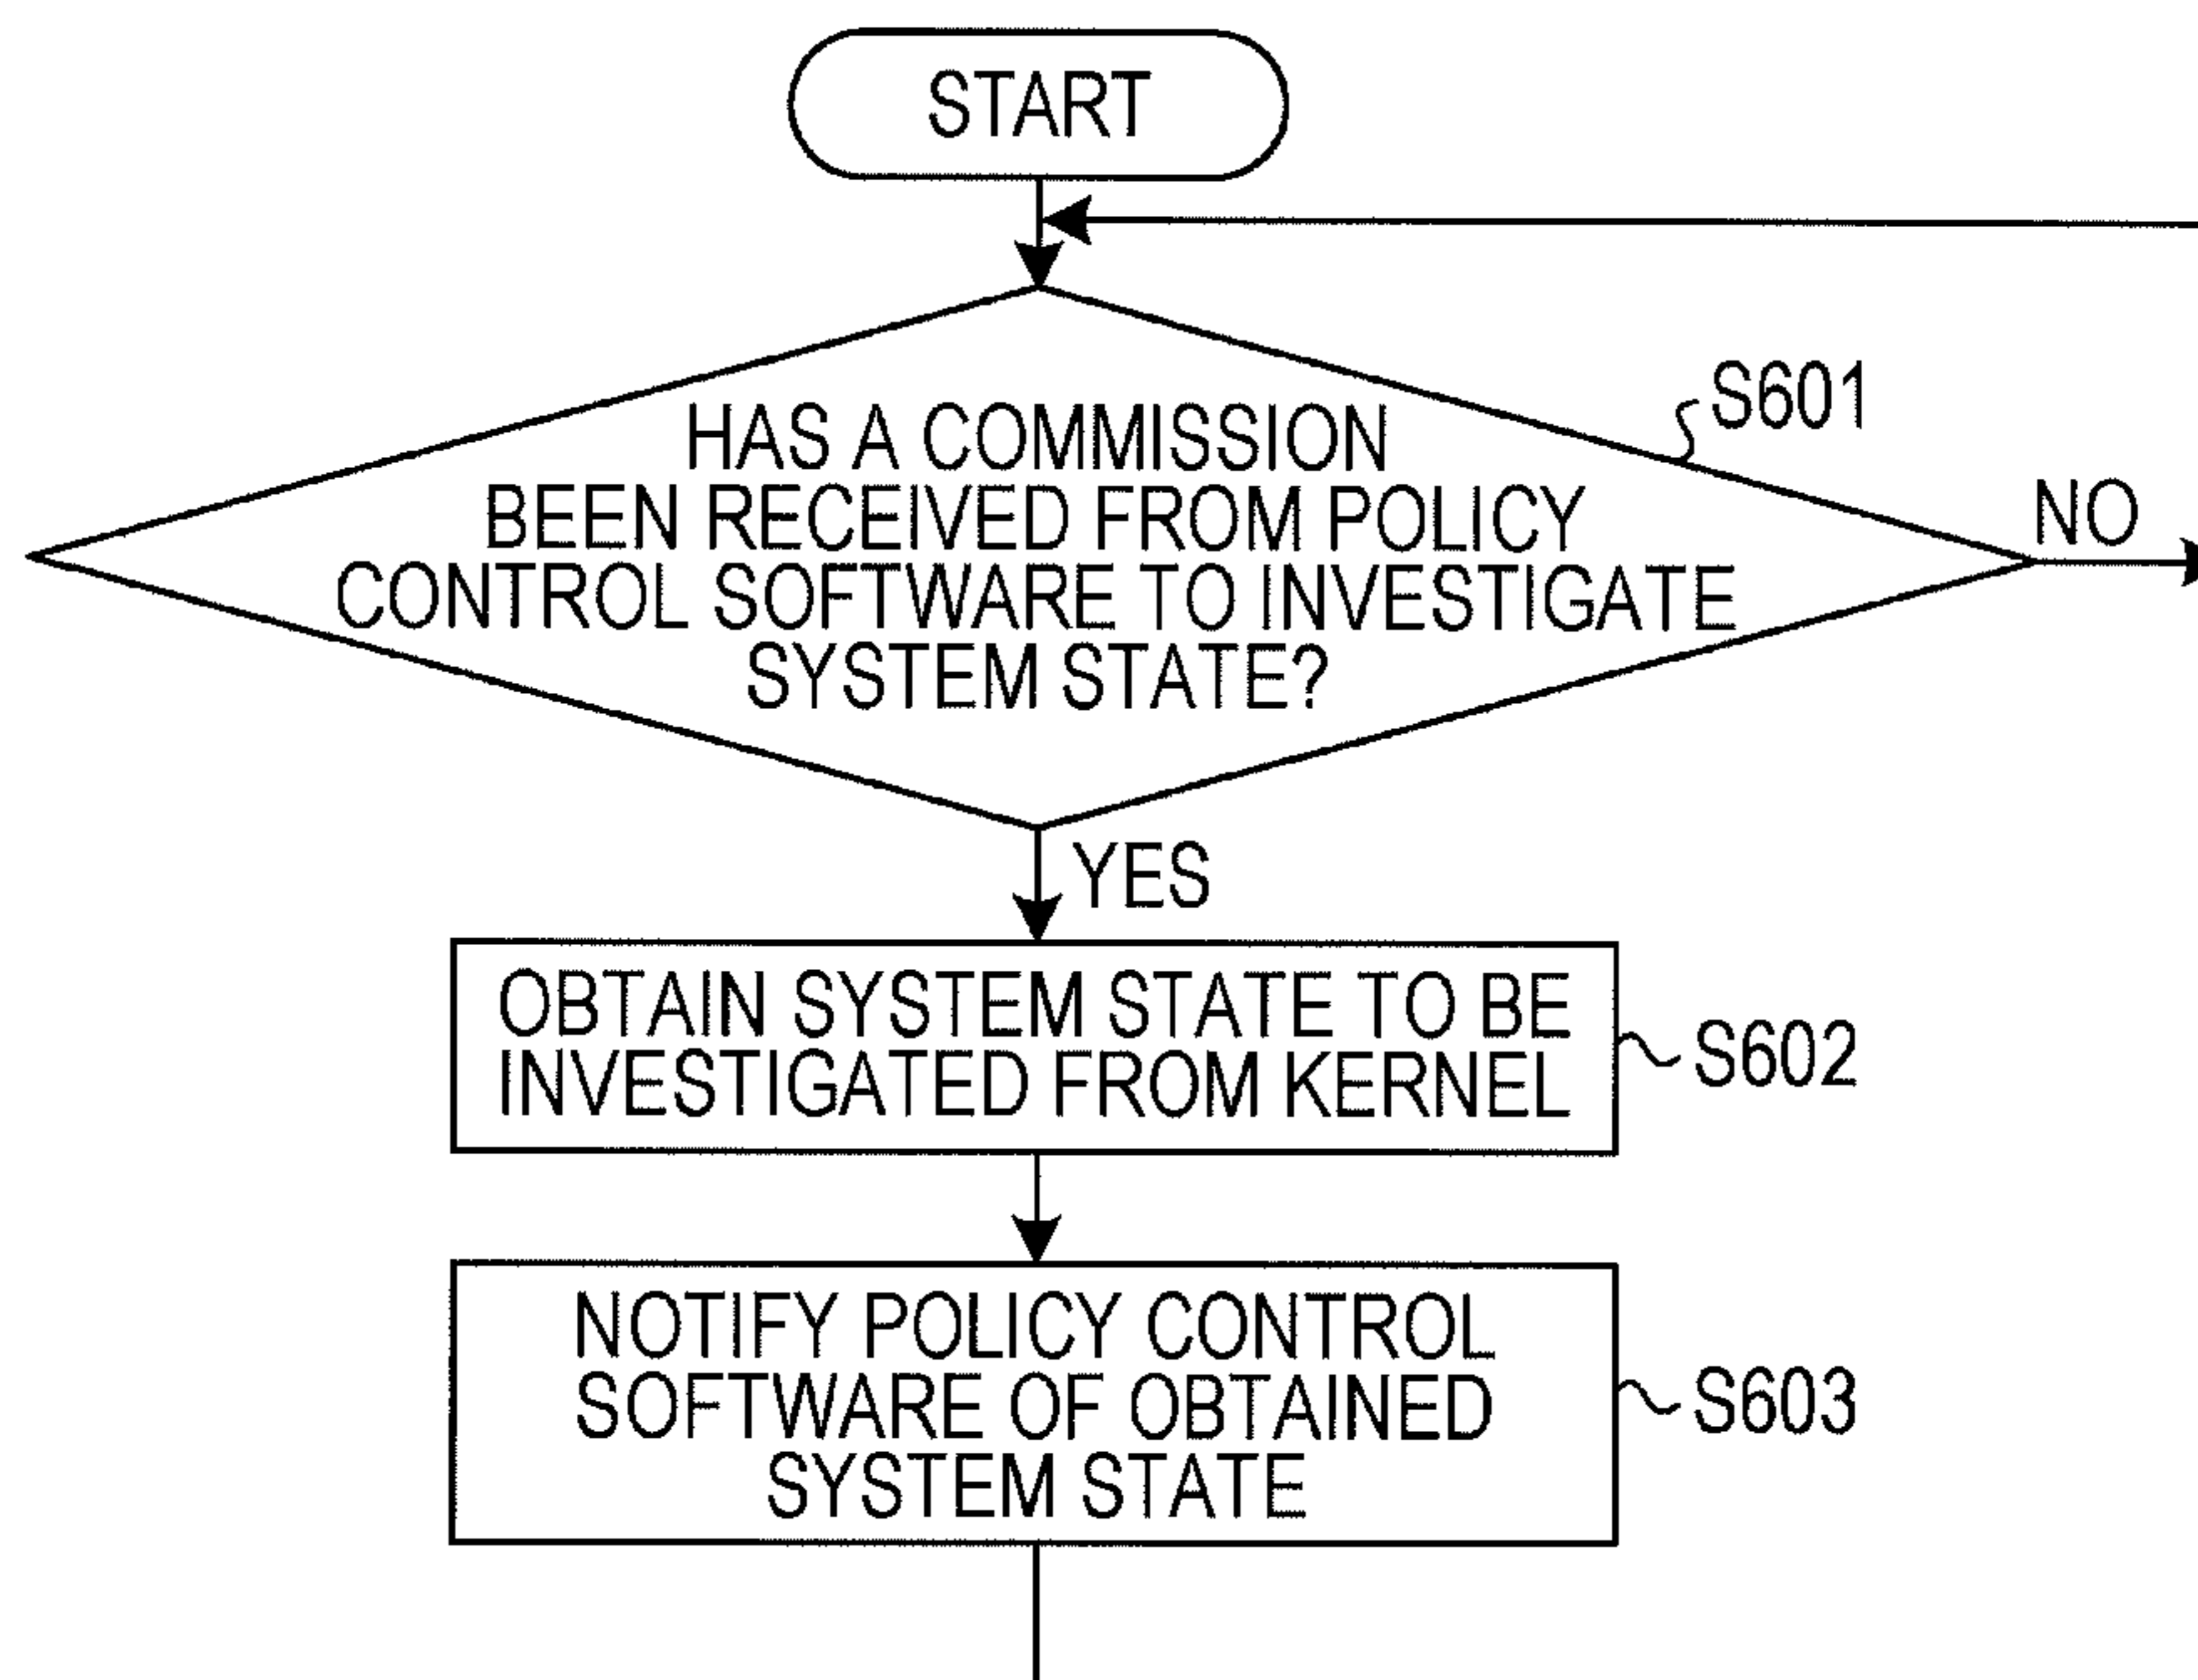 START
S601
HAS A COMMISSION
BEEN RECEIVED FROM POLICY
CONTROL SOFTWARE TO INVESTIGATE
SYSTEM STATE?
NO
YES
OBTAIN SYSTEM STATE TO BE
INVESTIGATED FROM KERNEL
S602
NOTIFY POLICY CONTROL
SOFTWARE OF OBTAINED
SYSTEM STATE
S603